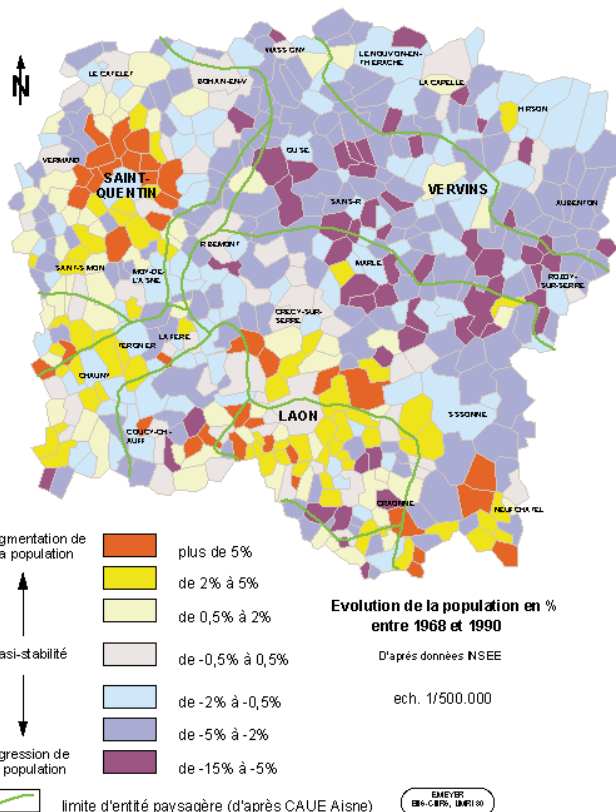 N
WASSIGNY
LE NOUVION-EN-
THIERACHE
LE CATELET
BOHAIN-EN-V
LA CAPELLE
HIRSON
VERMAND
GUISE
SAINT-
QUENTIN
SAINS-R
VERVINS
AUBENTON
RIBEMONT
SAINT-SIMON
MOY-DE-
L'AISNE
MARLE
ROZOY-
SUR-SERRE
CRECY-SUR-
SERRE
LA FERE
TERGNIER
CHAUNY
LAON
SISSONNE
COUCY-CH-
AUFF
CRAONNE
NEUFCHATEL
gmentation de
a population
asi-stabilité
gression de
population
plus de 5%
de 2% à 5%
de 0,5% à 2%
de -0,5% à 0,5%
de -2% à -0,5%
de -5% à -2%
de -15% à -5%
Evolution de la population en %
entre 1968 et 1990
D'aprés données INSEE
ech. 1/500.000
limite d'entité paysagère (d'après CAUE Aisne)